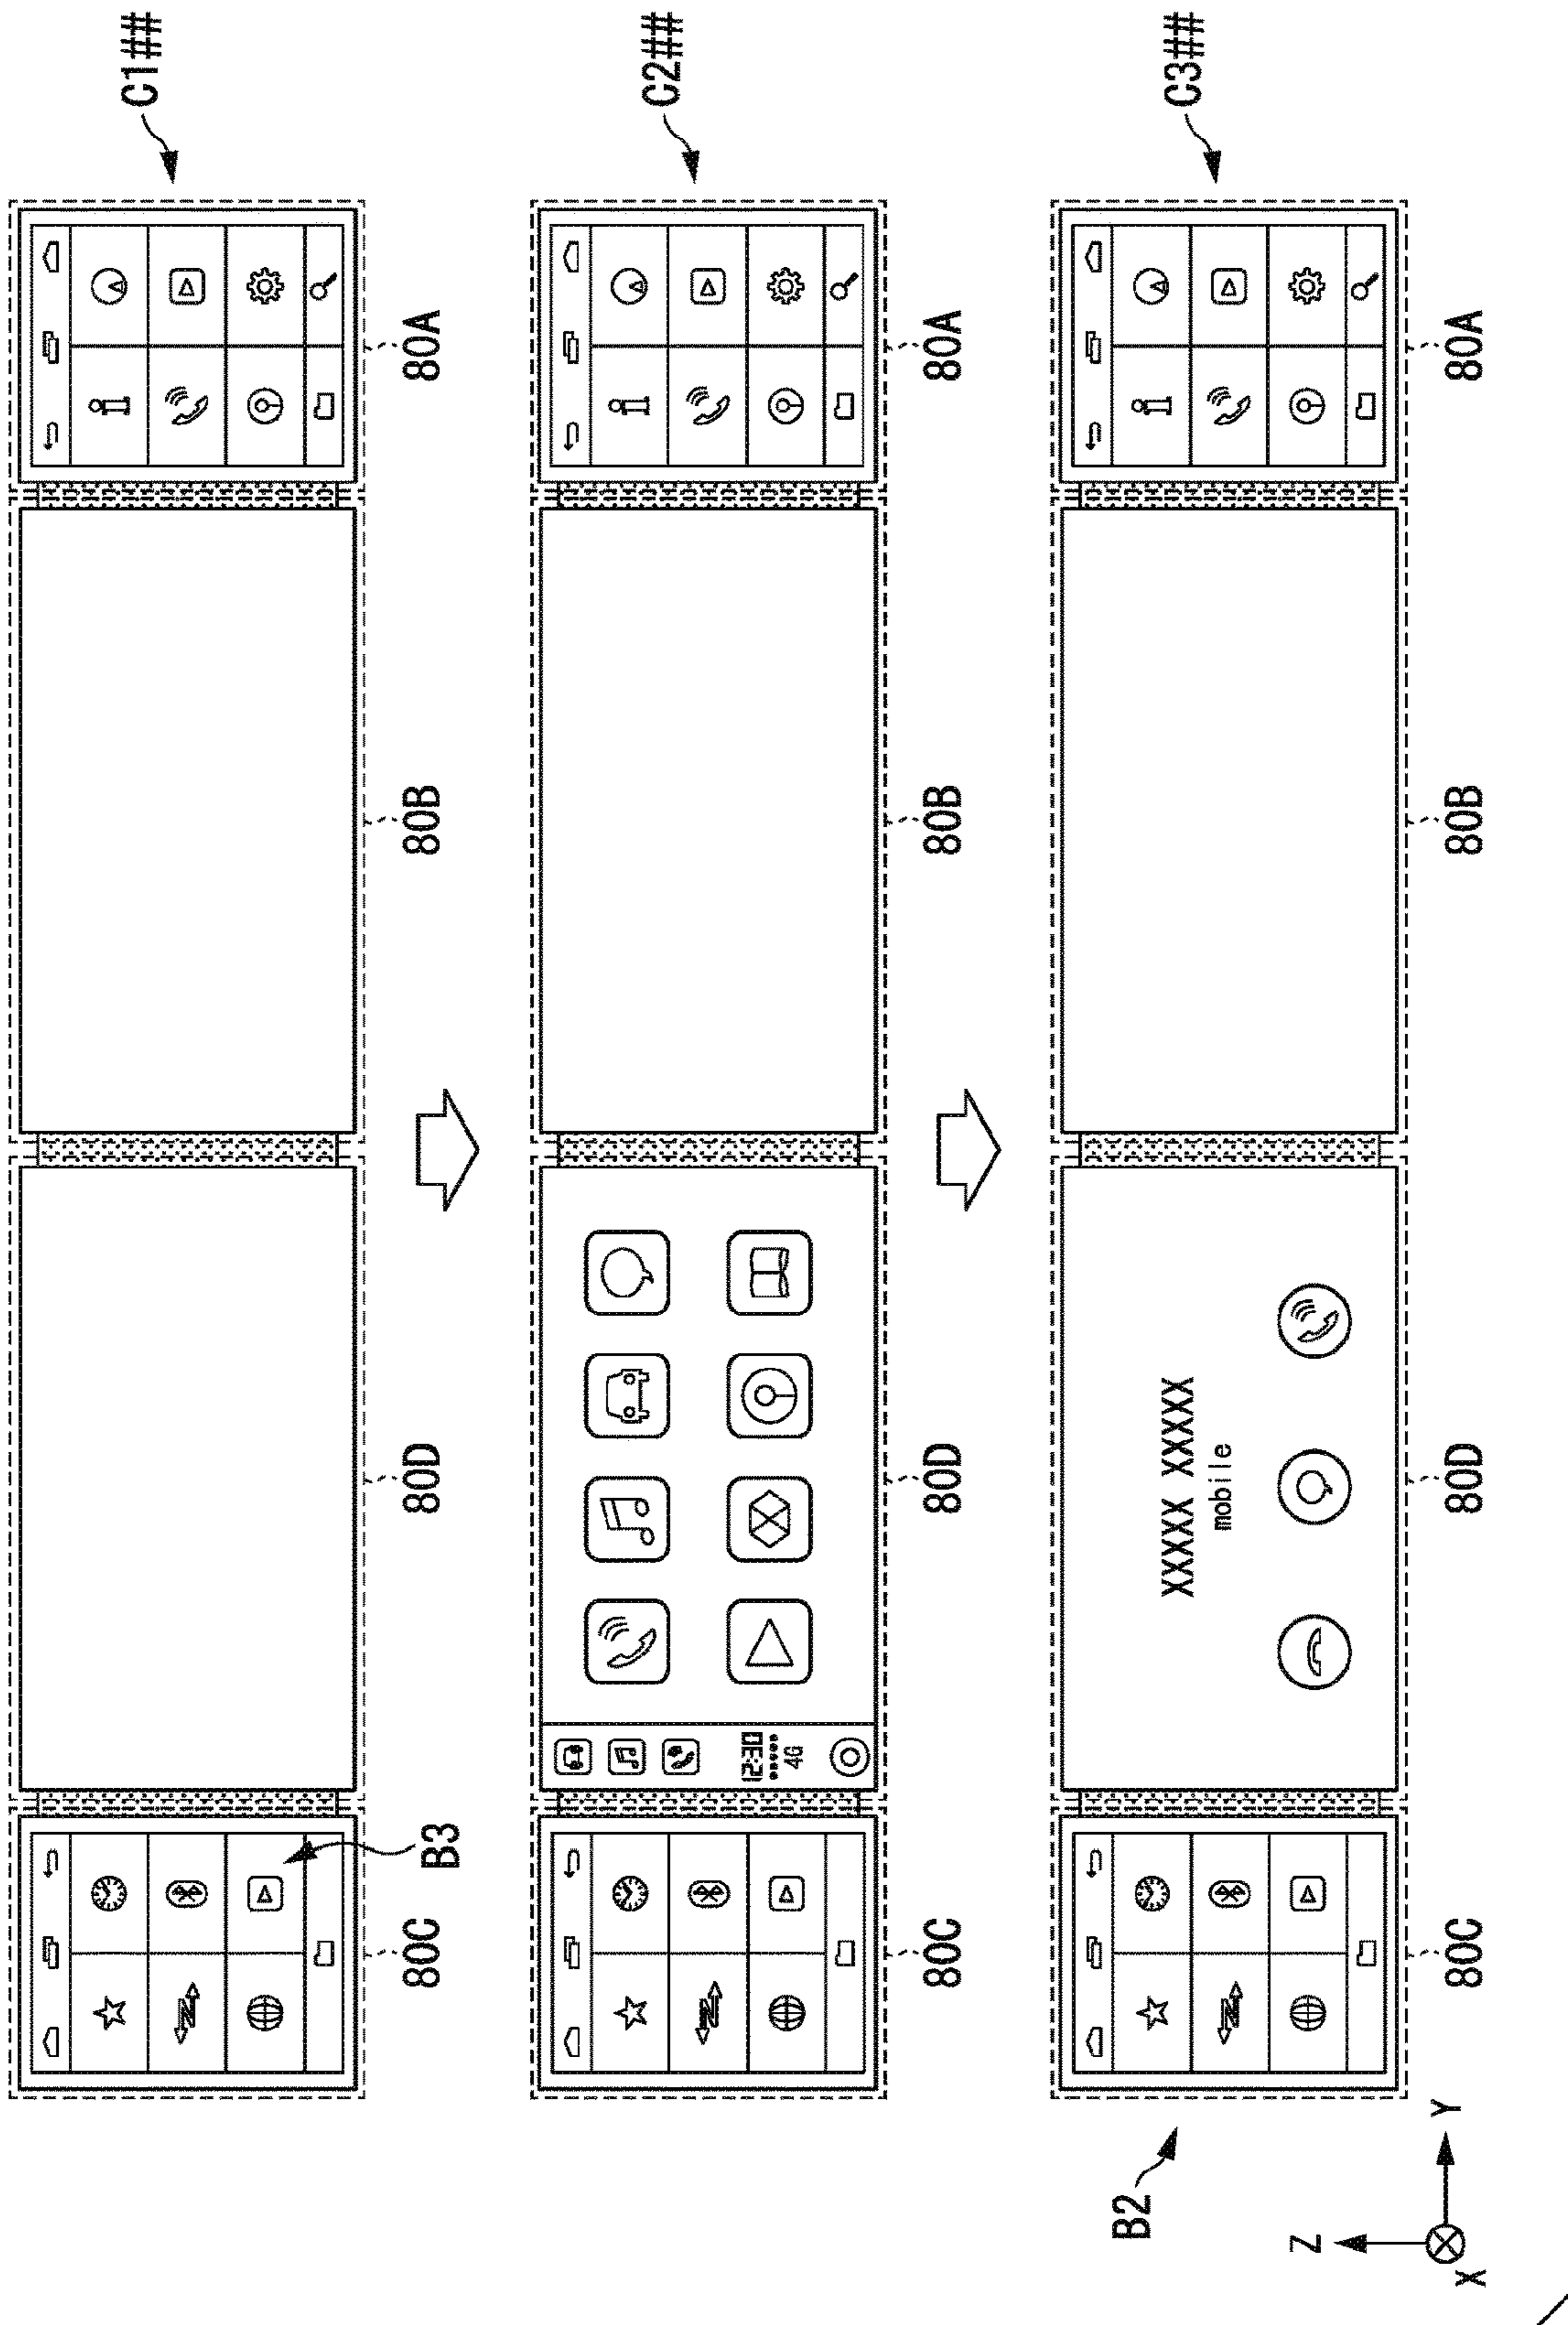 C1##
80C
B3
80D
80B
80A
C2##
12:30
4G
80C
80D
80B
80A
C3##
XXXXX XXXXX
mobile
80C
80D
80B
80A
B2
Z
Y
X